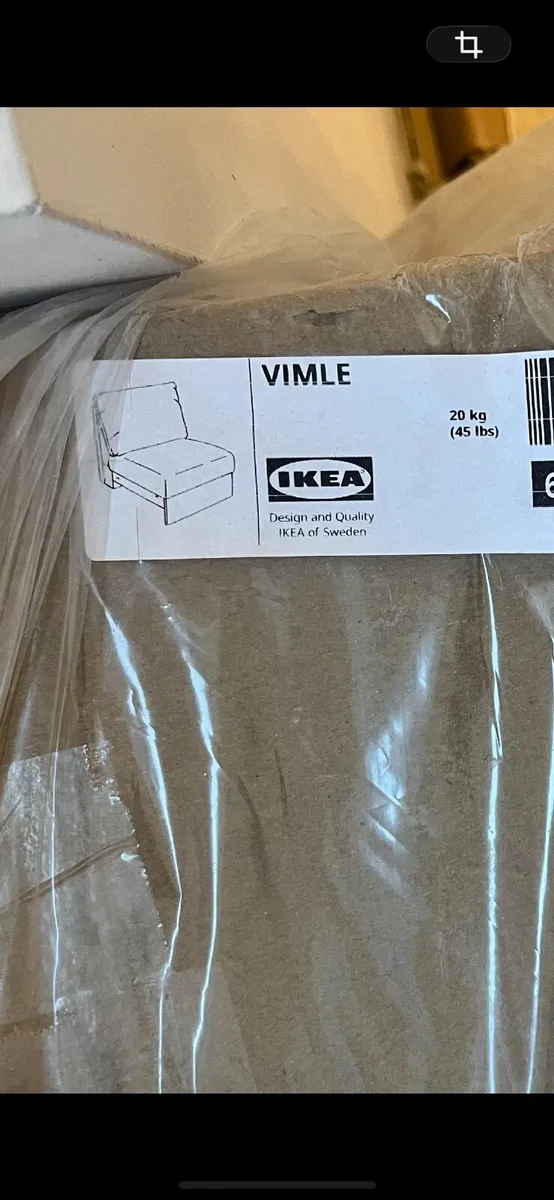 VIMLE
20 kg
(45 lbs)
IKEA
Design and Quality
IKEA of Sweden